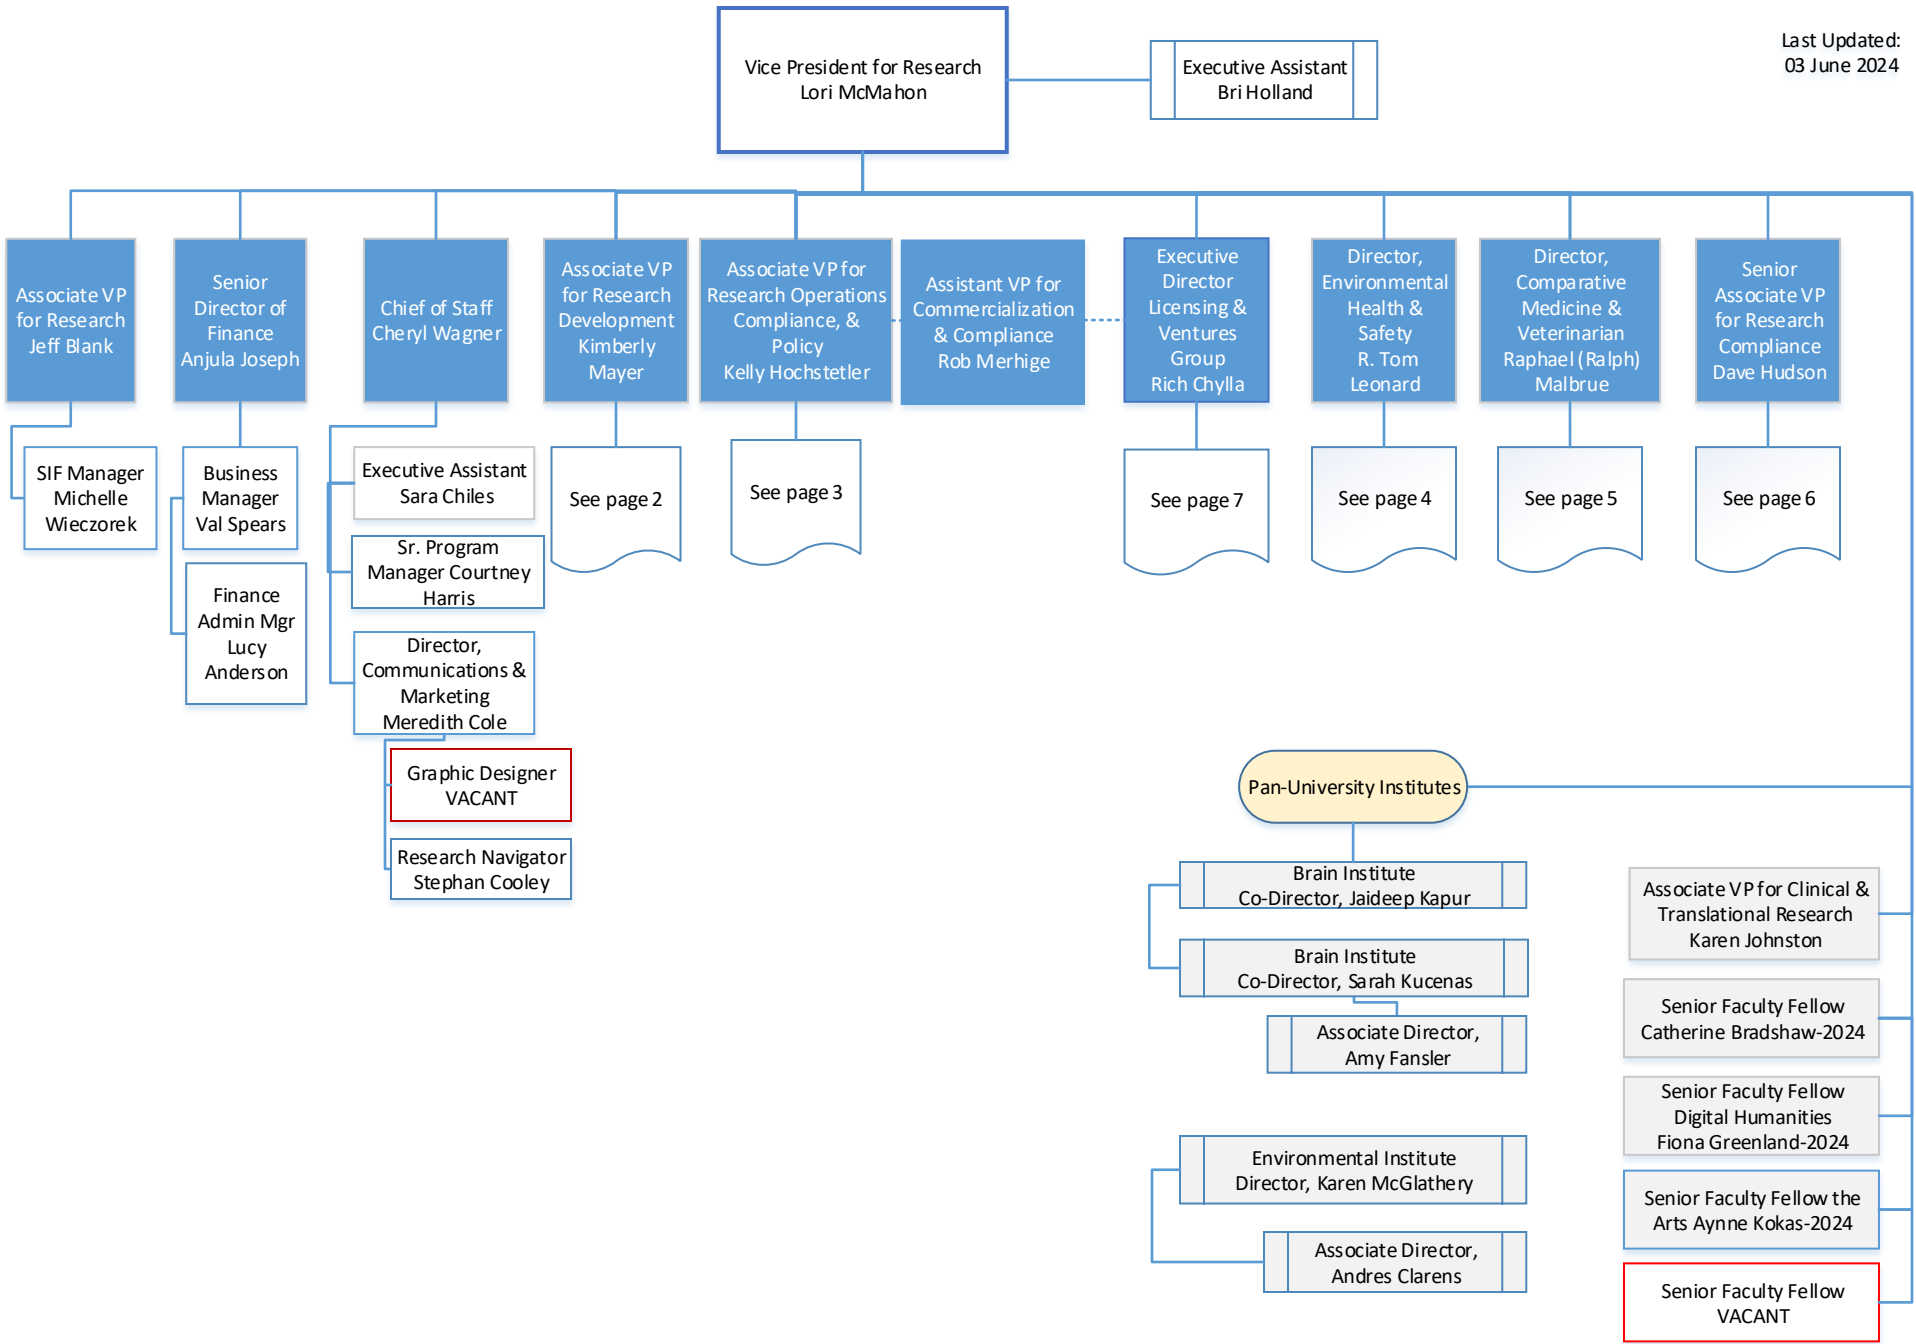 Vice President for Research
Lori McMahon
Executive Assistant
Bri Holland
Last Updated:
03 June 2024
Associate VP
for Research
Jeff Blank
Senior
Director of
Finance
Anjula Joseph
Chief of Staff
Cheryl Wagner
Associate VP
for Research
Development
Kimberly
Mayer
Associate VP for
Research Operations
Compliance, &
Policy
Kelly Hochstetler
Assistant VP for
Commercialization
& Compliance
Rob Merhige
Executive
Director
Licensing &
Ventures
Group
Rich Chylla
Director,
Environmental
Health &
Safety
R. Tom
Leonard
Director,
Comparative
Medicine &
Veterinarian
Raphael (Ralph)
Malbrue
Senior
Associate VP
for Research
Compliance
Dave Hudson
SIF Manager
Michelle
Wieczorek
Business
Manager
Val Spears
Finance
Admin Mgr
Lucy
Anderson
Executive Assistant
Sara Chiles
Sr. Program
Manager Courtney
Harris
Director,
Communications &
Marketing
Meredith Cole
Graphic Designer
VACANT
Research Navigator
Stephan Cooley
See page 2
See page 3
See page 7
See page 4
See page 5
See page 6
Pan-University Institutes
Brain Institute
Co-Director, Jaideep Kapur
Brain Institute
Co-Director, Sarah Kucenas
Associate Director,
Amy Fansler
Environmental Institute
Director, Karen McGlathery
Associate Director,
Andres Clarens
Associate VP for Clinical &
Translational Research
Karen Johnston
Senior Faculty Fellow
Catherine Bradshaw-2024
Senior Faculty Fellow
Digital Humanities
Fiona Greenland-2024
Senior Faculty Fellow the
Arts Aynne Kokas-2024
Senior Faculty Fellow
VACANT